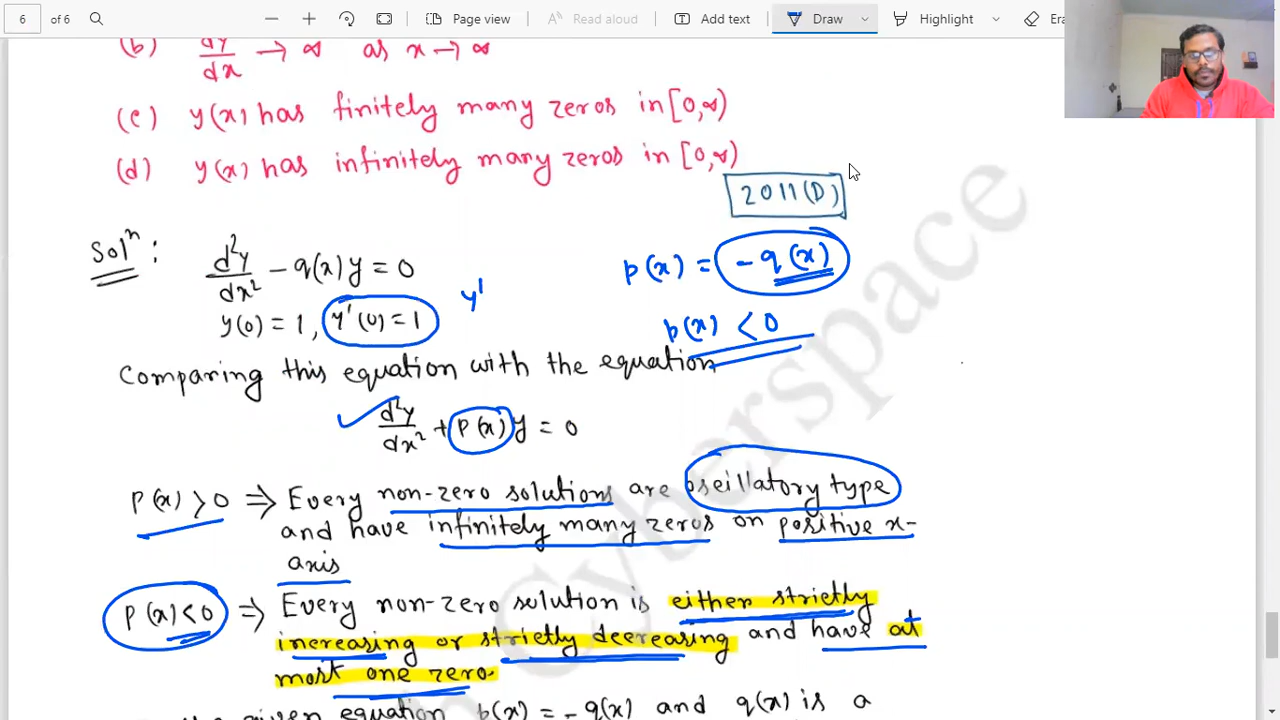 6 of 6 Page view Read aloud Add text Draw Highlight Era
(b) dy/dx → ∞ as x → ∞
(c) y(x) has finitely many zeros in [0,∞)
(d) y(x) has infinitely many zeros in [0,∞)
2011(D)
Solⁿ :
d²y/dx² - q(x)y = 0
p(x) = -q(x)
y(0) = 1, y'(0) = 1
y'
p(x) < 0
Comparing this equation with the equation
d²y/dx² + P(x)y = 0
P(x) > 0 ⇒ Every non-zero solutions are oscillatory type
and have infinitely many zeros on positive x-
axis
P(x) < 0 ⇒ Every non-zero solution is either strictly
increasing or strictly decreasing and have at
most one zero.
given equation p(x) = -q(x) and q(x) is a
Cyberspace